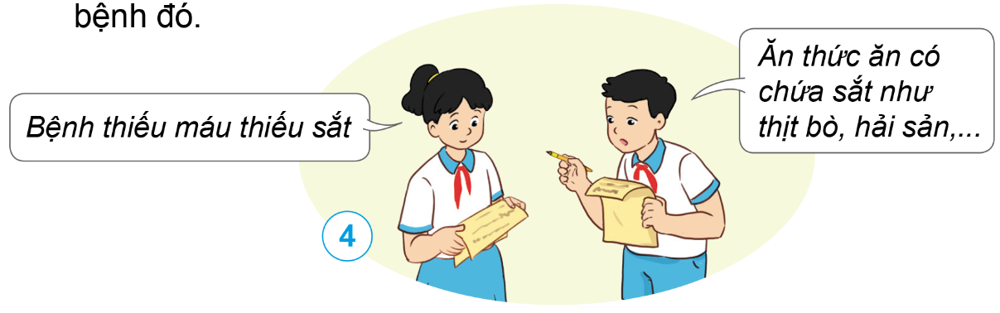 bệnh đó.
Bệnh thiếu máu thiếu sắt
Ăn thức ăn có
chứa sắt như
thịt bò, hải sản,...
4